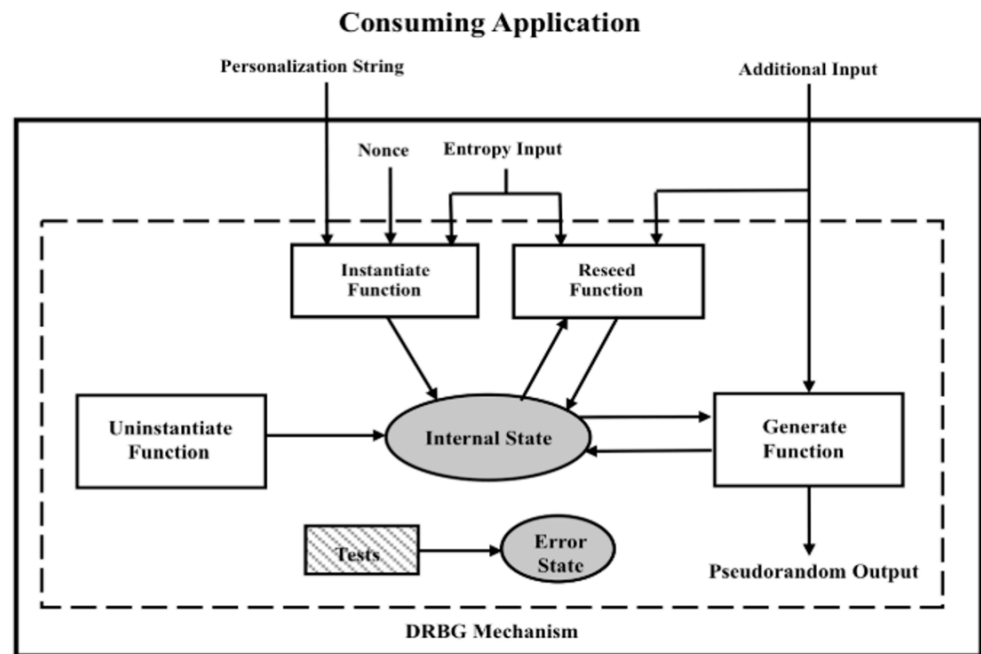 Consuming Application
Personalization String
Additional Input
Nonce
Entropy Input
Instantiate
Function
Reseed
Function
Uninstantiate
Function
Internal State
Generate
Function
Tests
Error
State
Pseudorandom Output
DRBG Mechanism